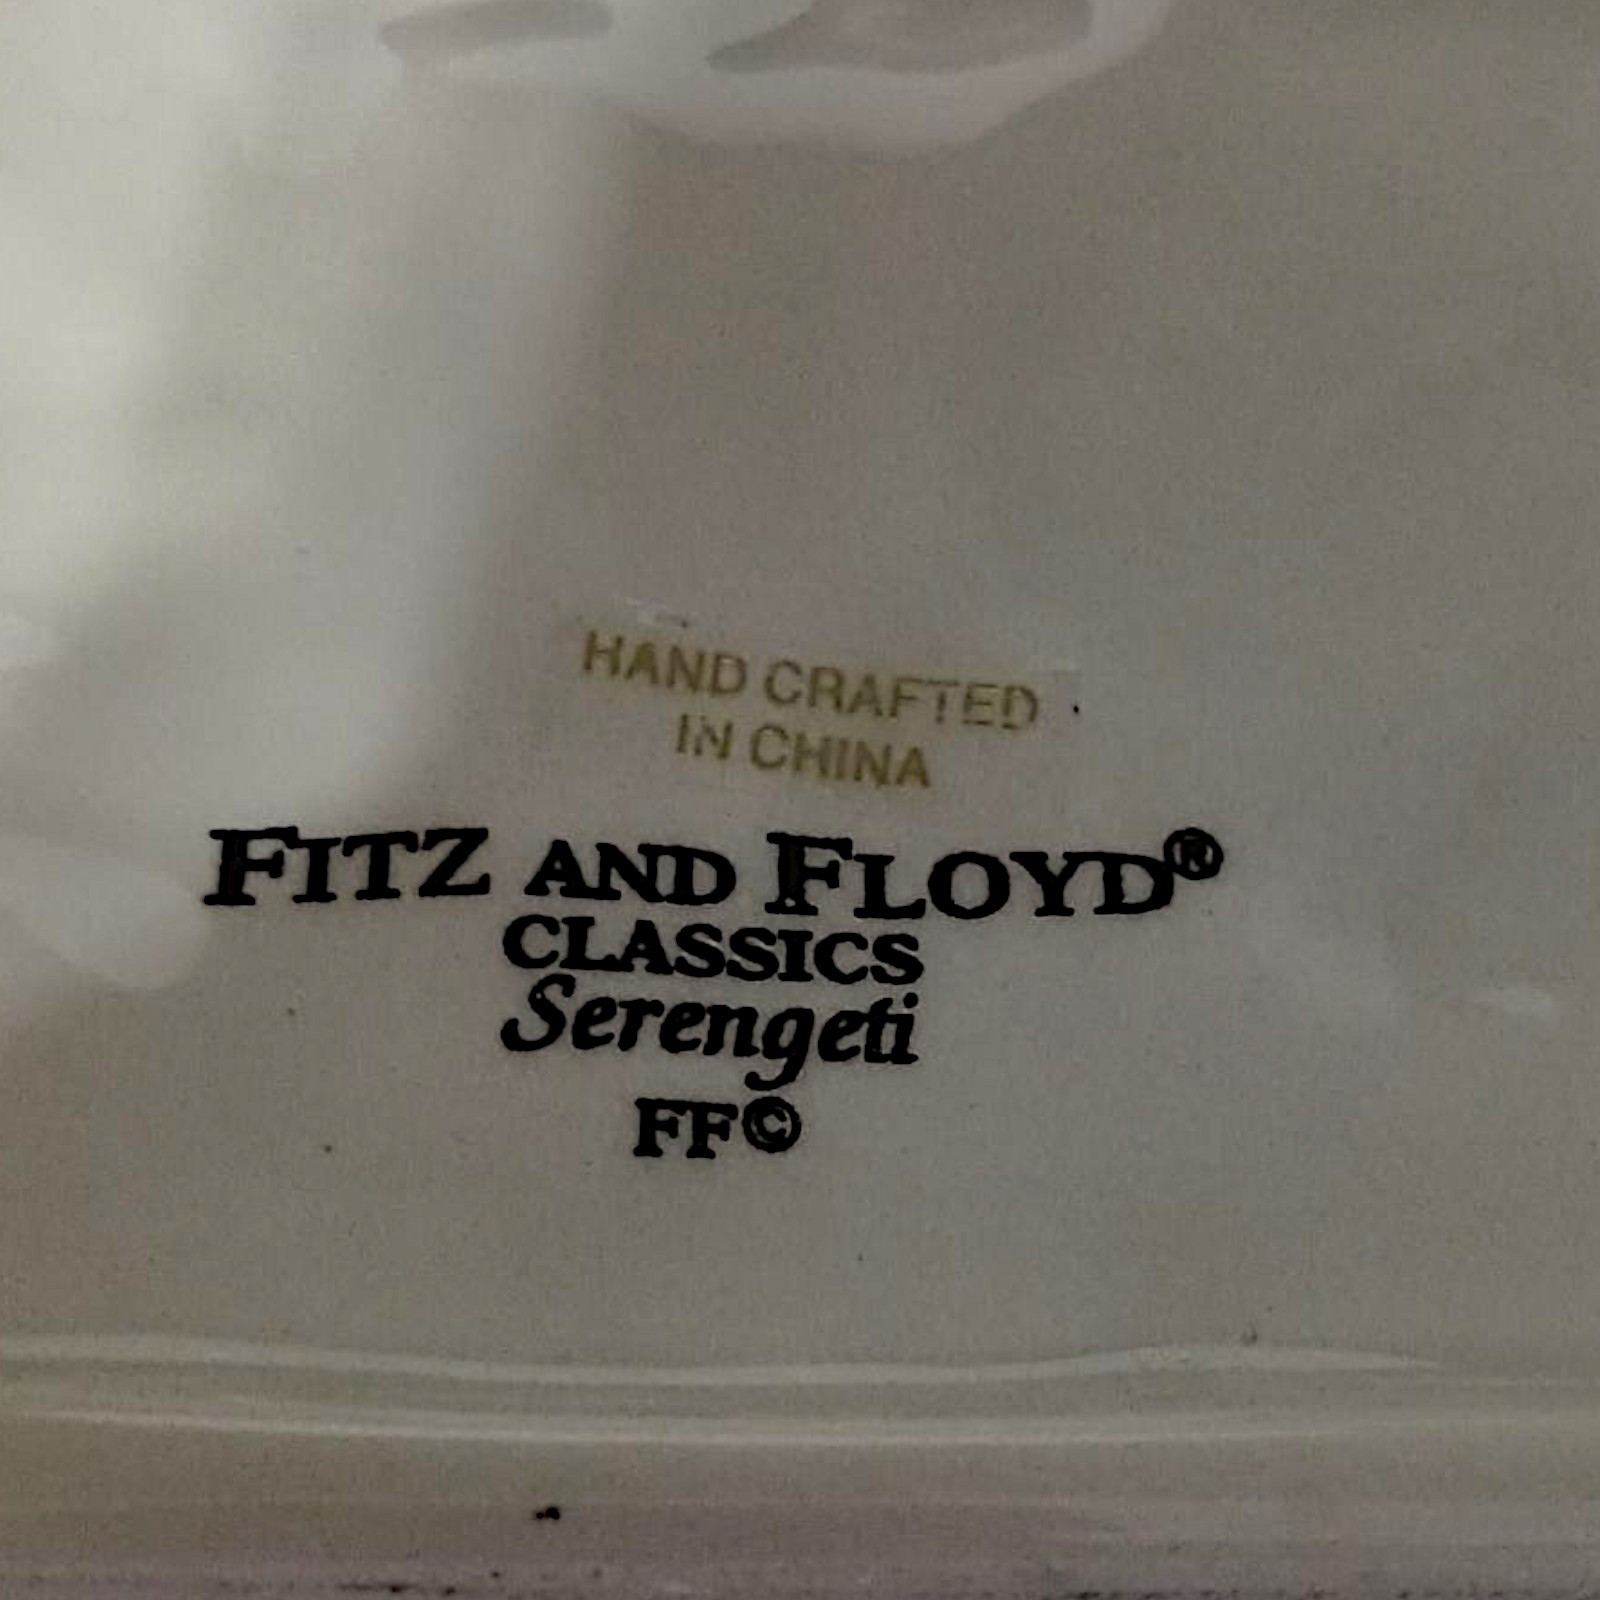 HAND CRAFTED
IN CHINA
FITZ AND FLOYD®
CLASSICS
Serengeti
FF©